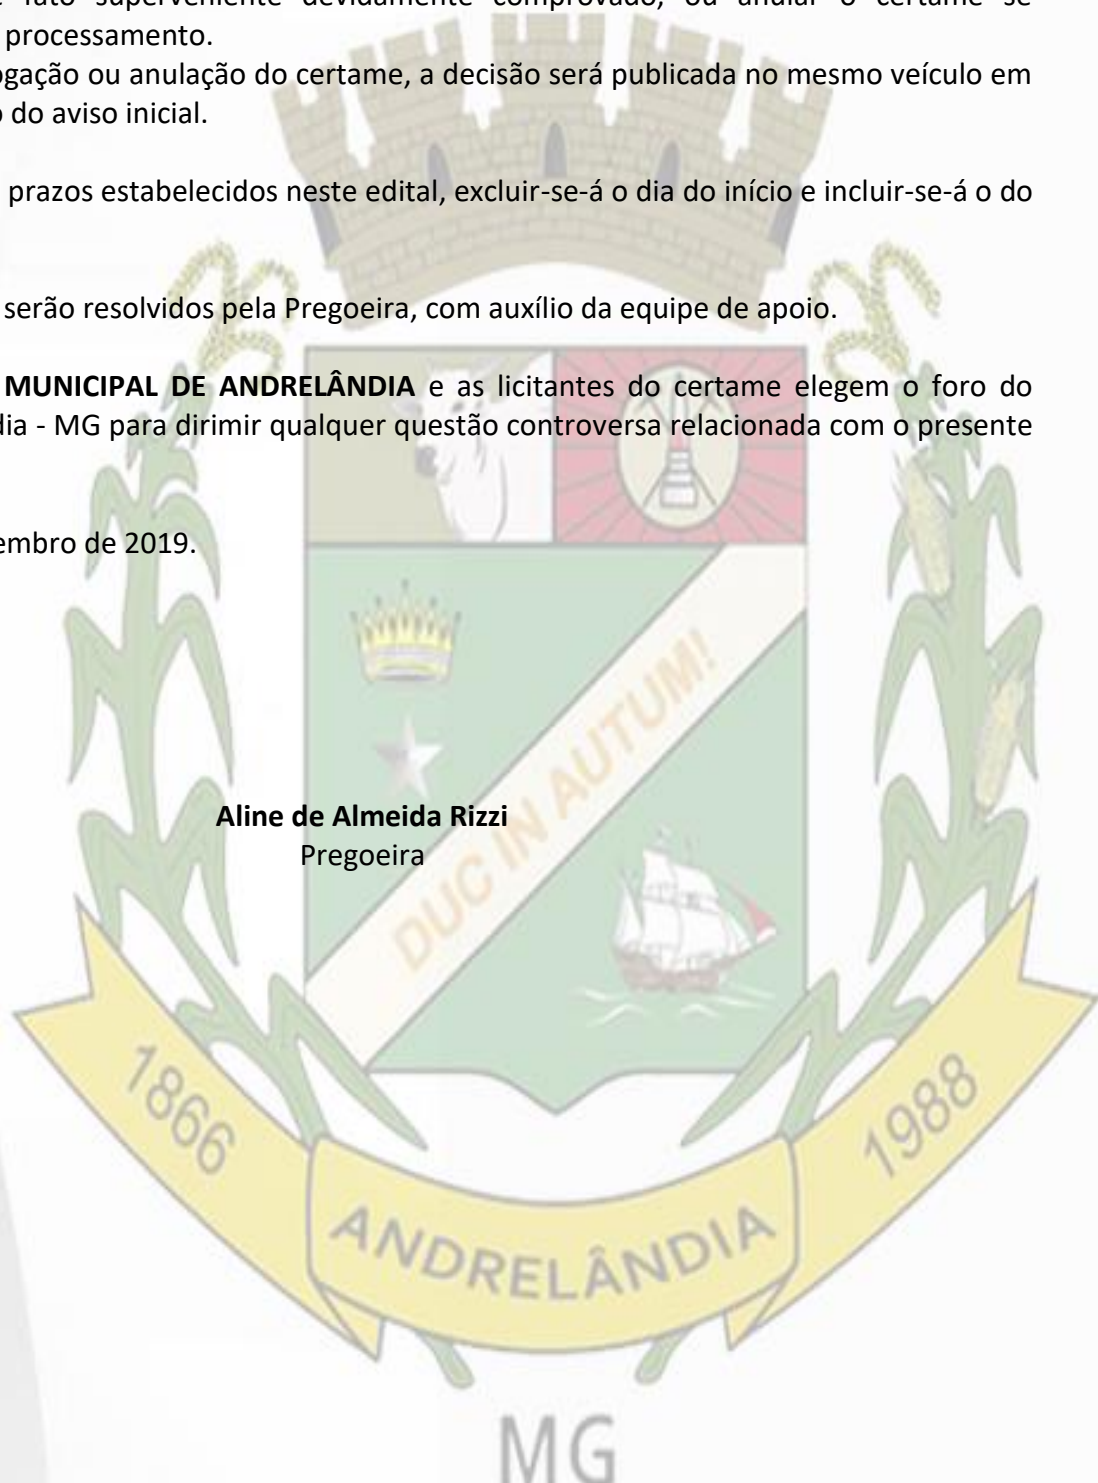 fato superveniente devidamente comprovado, ou anular o certame se
processamento.
ogação ou anulação do certame, a decisão será publicada no mesmo veículo em
o do aviso inicial.
prazos estabelecidos neste edital, excluir-se-á o dia do início e incluir-se-á o do
serão resolvidos pela Pregoeira, com auxílio da equipe de apoio.
MUNICIPAL DE ANDRELÂNDIA e as licitantes do certame elegem o foro do
dia - MG para dirimir qualquer questão controversa relacionada com o presente
embro de 2019.
DUC IN AUTUM!
Aline de Almeida Rizzi
Pregoeira
1866
1988
ANDRELÂNDIA
MG